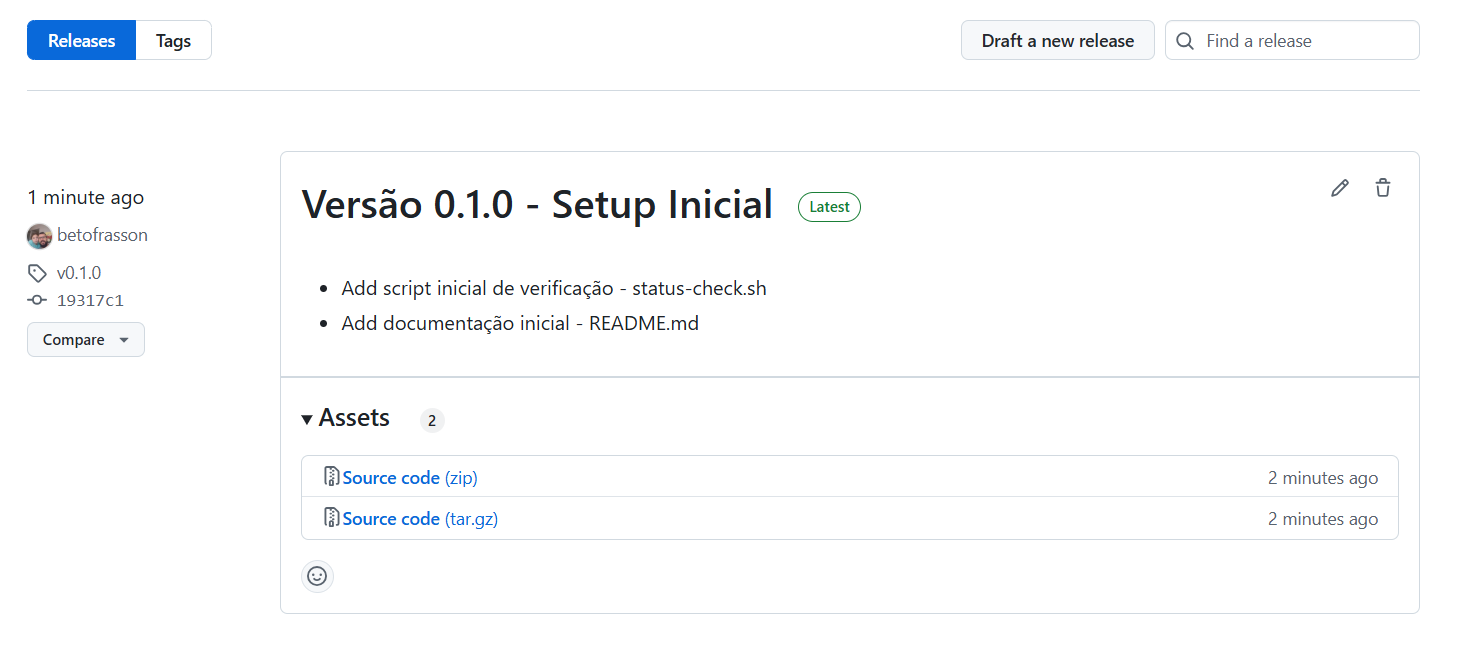 Releases Tags Draft a new release Find a release
1 minute ago
betofrasson
v0.1.0
19317c1
Compare
Versão 0.1.0 - Setup Inicial Latest
Add script inicial de verificação - status-check.sh
Add documentação inicial - README.md
Assets 2
Source code (zip) 2 minutes ago
Source code (tar.gz) 2 minutes ago